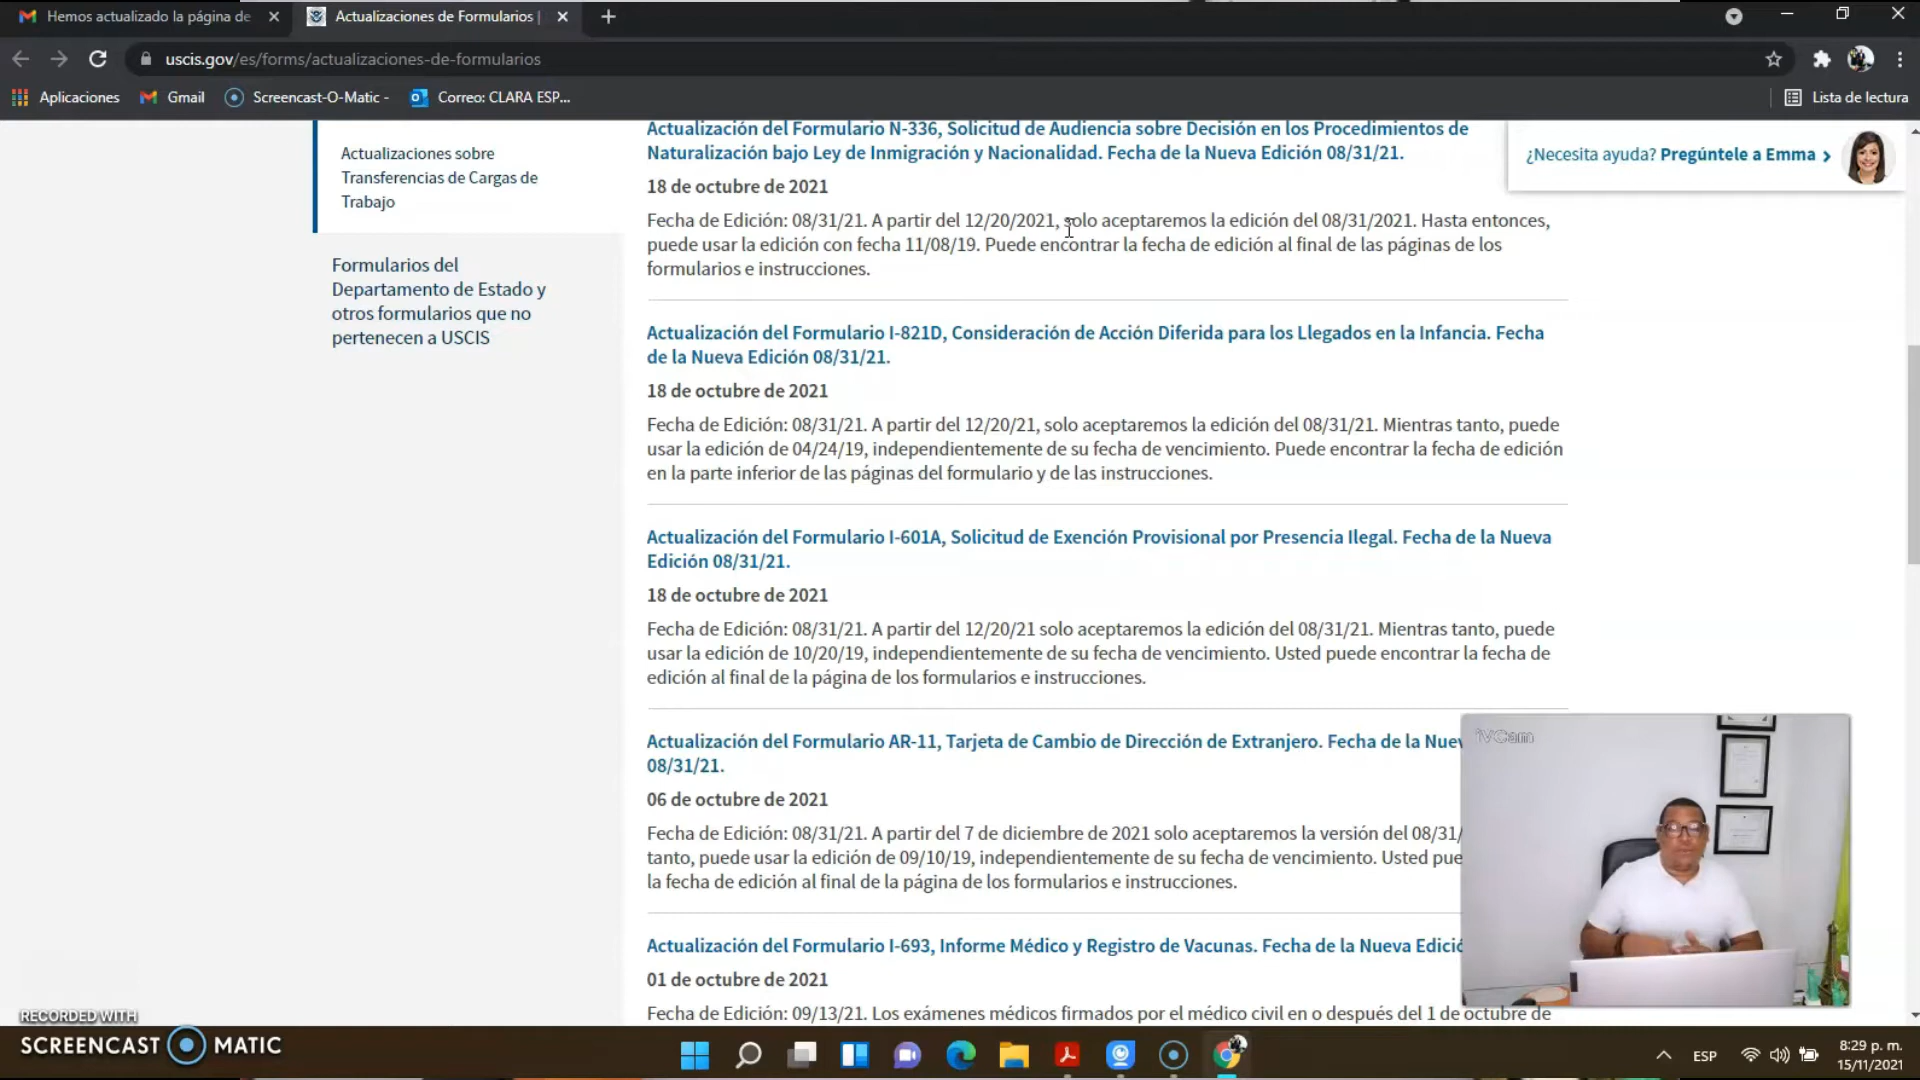 Hemos actualizado la página de
Actualizaciones de Formularios |
uscis.gov/es/forms/actualizaciones-de-formularios
Aplicaciones
Gmail
Screencast-O-Matic -
Correo: CLARA ESP...
Lista de lectura
Actualizaciones sobre
Transferencias de Cargas de
Trabajo
Formularios del
Departamento de Estado y
otros formularios que no
pertenecen a USCIS
¿Necesita ayuda? Pregúntele a Emma
Actualización del Formulario N-336, Solicitud de Audiencia sobre Decisión en los Procedimientos de
Naturalización bajo Ley de Inmigración y Nacionalidad. Fecha de la Nueva Edición 08/31/21.
18 de octubre de 2021
Fecha de Edición: 08/31/21. A partir del 12/20/2021, solo aceptaremos la edición del 08/31/2021. Hasta entonces,
puede usar la edición con fecha 11/08/19. Puede encontrar la fecha de edición al final de las páginas de los
formularios e instrucciones.
Actualización del Formulario I-821D, Consideración de Acción Diferida para los Llegados en la Infancia. Fecha
de la Nueva Edición 08/31/21.
18 de octubre de 2021
Fecha de Edición: 08/31/21. A partir del 12/20/21, solo aceptaremos la edición del 08/31/21. Mientras tanto, puede
usar la edición de 04/24/19, independientemente de su fecha de vencimiento. Puede encontrar la fecha de edición
en la parte inferior de las páginas del formulario y de las instrucciones.
Actualización del Formulario I-601A, Solicitud de Exención Provisional por Presencia Ilegal. Fecha de la Nueva
Edición 08/31/21.
18 de octubre de 2021
Fecha de Edición: 08/31/21. A partir del 12/20/21 solo aceptaremos la edición del 08/31/21. Mientras tanto, puede
usar la edición de 10/20/19, independientemente de su fecha de vencimiento. Usted puede encontrar la fecha de
edición al final de la página de los formularios e instrucciones.
Actualización del Formulario AR-11, Tarjeta de Cambio de Dirección de Extranjero. Fecha de la Nuev
08/31/21.
06 de octubre de 2021
Fecha de Edición: 08/31/21. A partir del 7 de diciembre de 2021 solo aceptaremos la versión del 08/31/
tanto, puede usar la edición de 09/10/19, independientemente de su fecha de vencimiento. Usted pue
la fecha de edición al final de la página de los formularios e instrucciones.
Actualización del Formulario I-693, Informe Médico y Registro de Vacunas. Fecha de la Nueva Edició
01 de octubre de 2021
Fecha de Edición: 09/13/21. Los exámenes médicos firmados por el médico civil en o después del 1 de octubre de
iVCam
RECORDED WITH
SCREENCAST MATIC
ESP
8:29 p. m.
15/11/2021